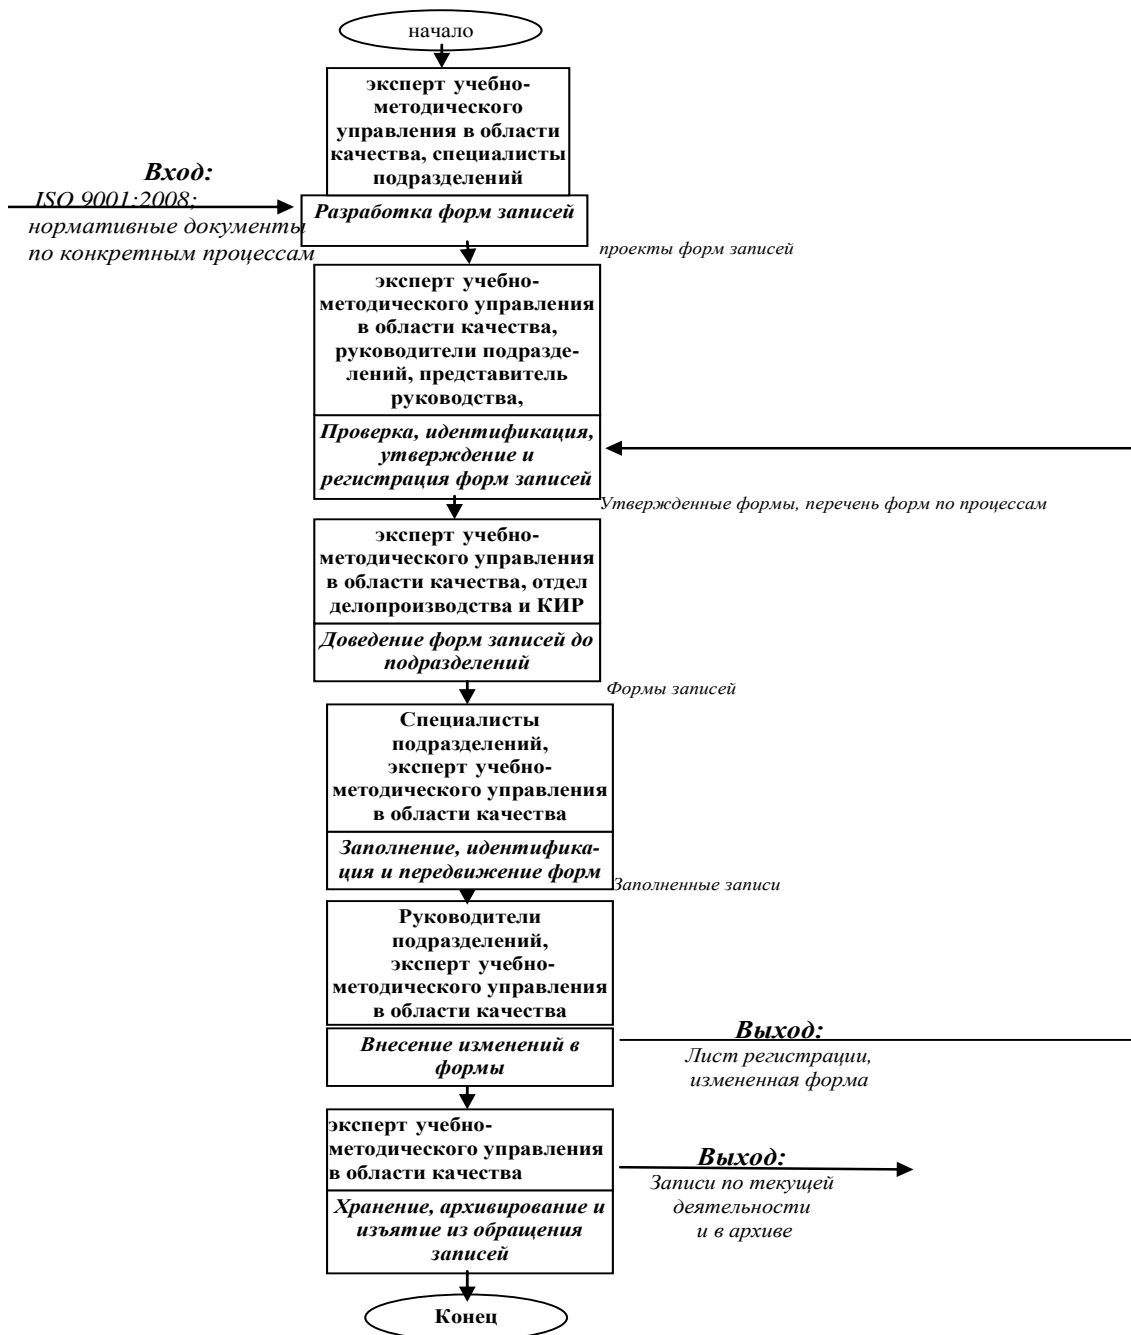 начало
эксперт учебно-
методического
управления в области
качества, специалисты
подразделений
Вход:
ISO 9001:2008;
нормативные документы
по конкретным процессам
Разработка форм записей
проекты форм записей
эксперт учебно-
методического управления
в области качества,
руководители подразде-
лений, представитель
руководства,
Проверка, идентификация,
утверждение и
регистрация форм записей
Утвержденные формы, перечень форм по процессам
эксперт учебно-
методического управления
в области качества, отдел
делопроизводства и КИР
Доведение форм записей до
подразделений
Формы записей
Специалисты
подразделений,
эксперт учебно-
методического управления
в области качества
Заполнение, идентифика-
ция и передвижение форм
Заполненные записи
Руководители
подразделений,
эксперт учебно-
методического управления
в области качества
Внесение изменений в
формы
Выход:
Лист регистрации,
измененная форма
эксперт учебно-
методического управления
в области качества
Выход:
Записи по текущей
деятельности
и в архиве
Хранение, архивирование и
изъятие из обращения
записей
Конец